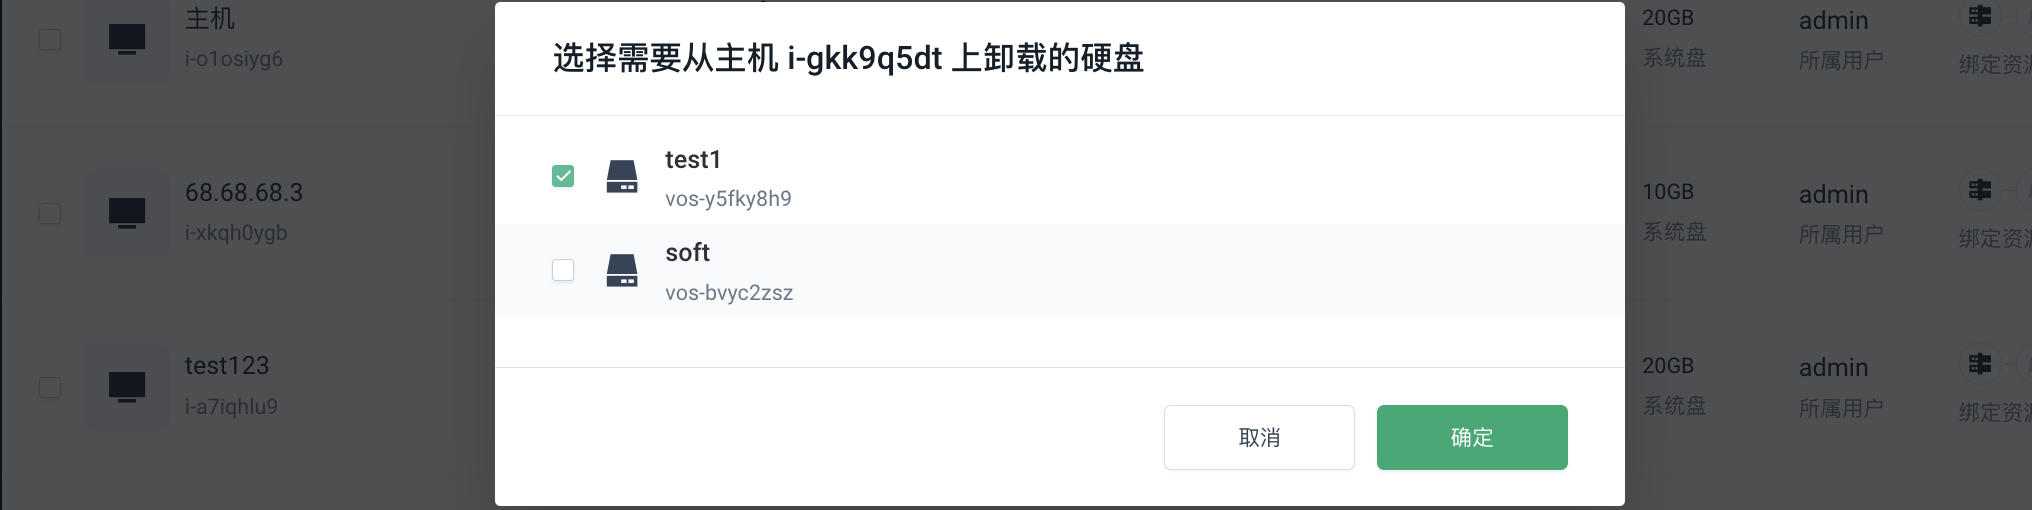 主机
i-o1osiyg6
20GB
系统盘
admin
所属用户
绑定资源
68.68.68.3
i-xkqh0ygb
10GB
系统盘
admin
所属用户
绑定资源
test123
i-a7iqhlu9
20GB
系统盘
admin
所属用户
绑定资源
选择需要从主机 i-gkk9q5dt 上卸载的硬盘
test1
vos-y5fky8h9
soft
vos-bvyc2zsz
取消
确定